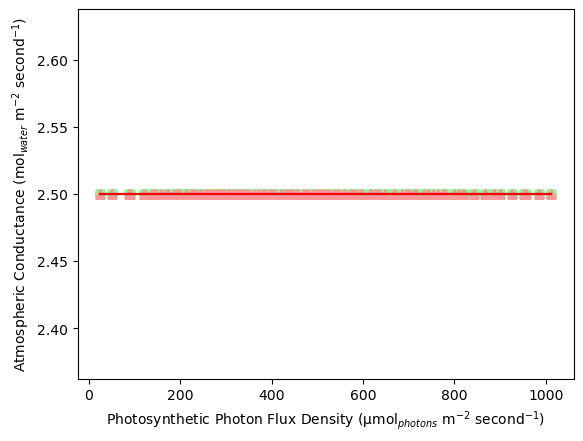 Atmospheric Conductance (mol_water m⁻² second⁻¹)
2.60
2.55
2.50
2.45
2.40
0 200 400 600 800 1000
Photosynthetic Photon Flux Density (μmol_photons m⁻² second⁻¹)